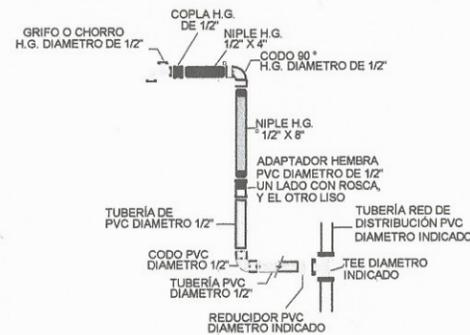 COPLA H.G.
DE 1/2"
GRIFO O CHORRO
H.G. DIAMETRO DE 1/2"
NIPLE H.G.
1/2" X 4"
CODO 90 °
H.G. DIAMETRO DE 1/2"
NIPLE H.G.
1/2" X 8"
ADAPTADOR HEMBRA
PVC DIAMETRO DE 1/2"
UN LADO CON ROSCA,
Y EL OTRO LISO
TUBERÍA DE
PVC DIAMETRO 1/2"
TUBERÍA RED DE
DISTRIBUCIÓN PVC
DIAMETRO INDICADO
CODO PVC
DIAMETRO 1/2"
TUBERÍA PVC
DIAMETRO 1/2"
TEE DIAMETRO
INDICADO
REDUCIDOR PVC
DIAMETRO INDICADO